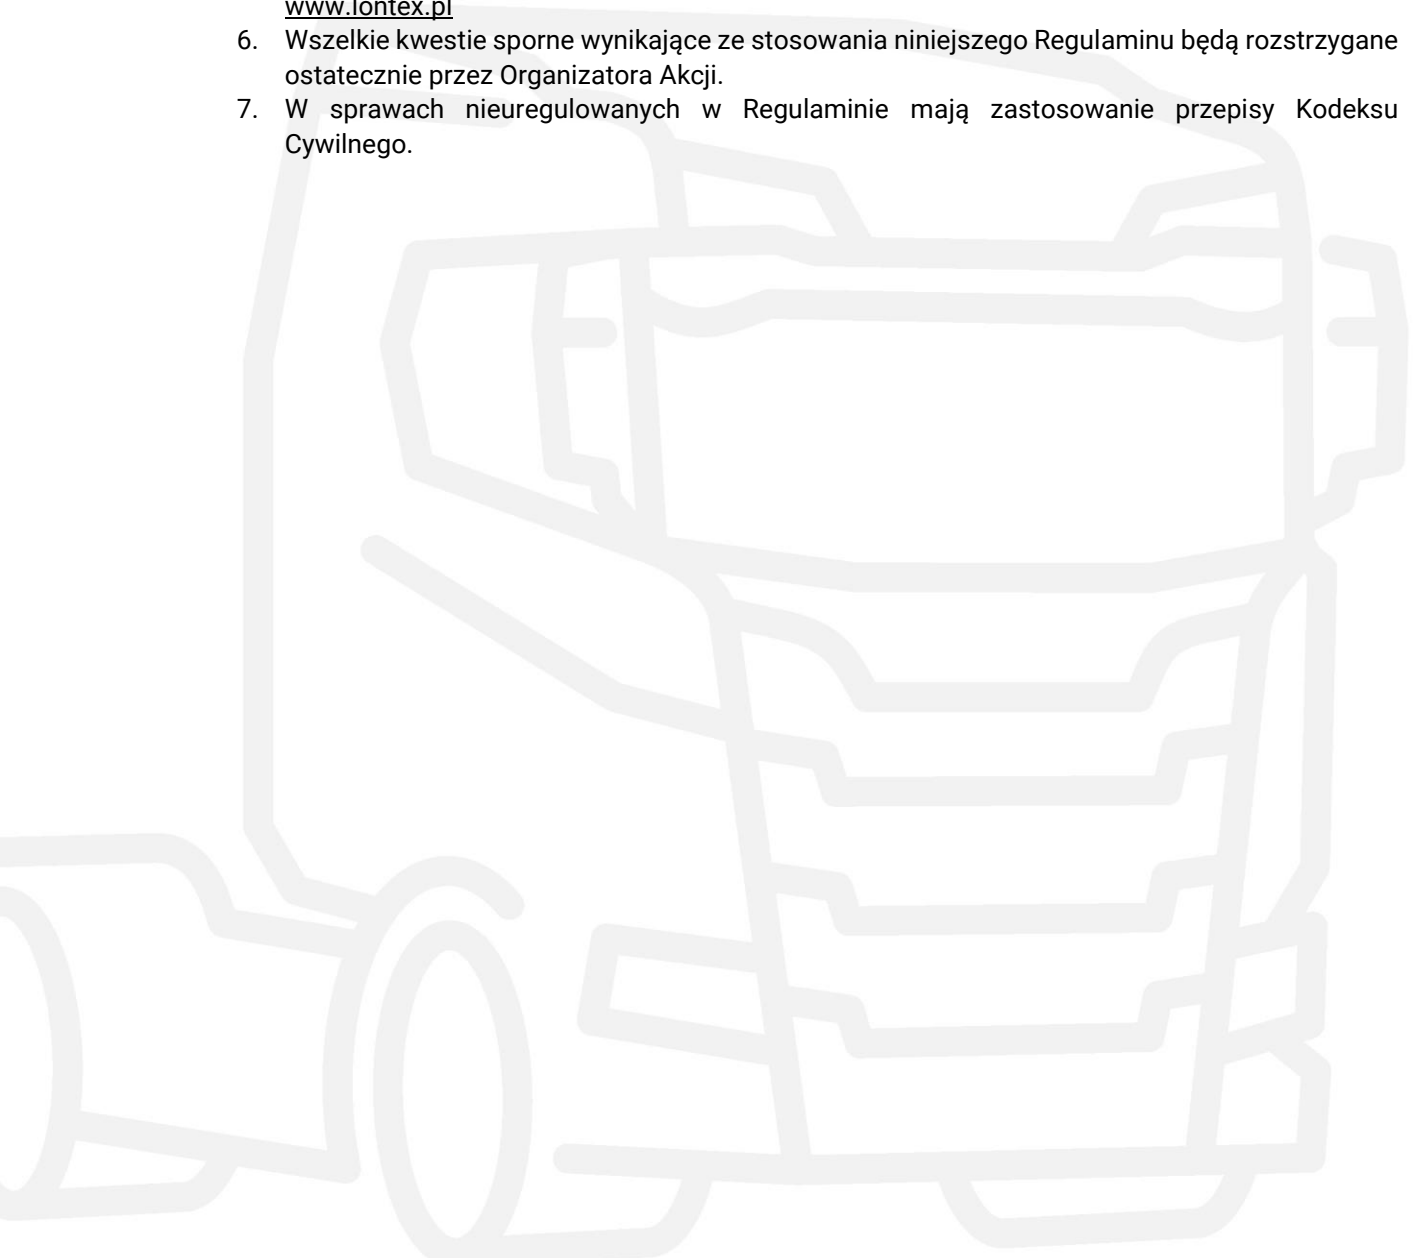 www.lontex.pl
6. Wszelkie kwestie sporne wynikające ze stosowania niniejszego Regulaminu będą rozstrzygane
ostatecznie przez Organizatora Akcji.
7. W sprawach nieuregulowanych w Regulaminie mają zastosowanie przepisy Kodeksu
Cywilnego.